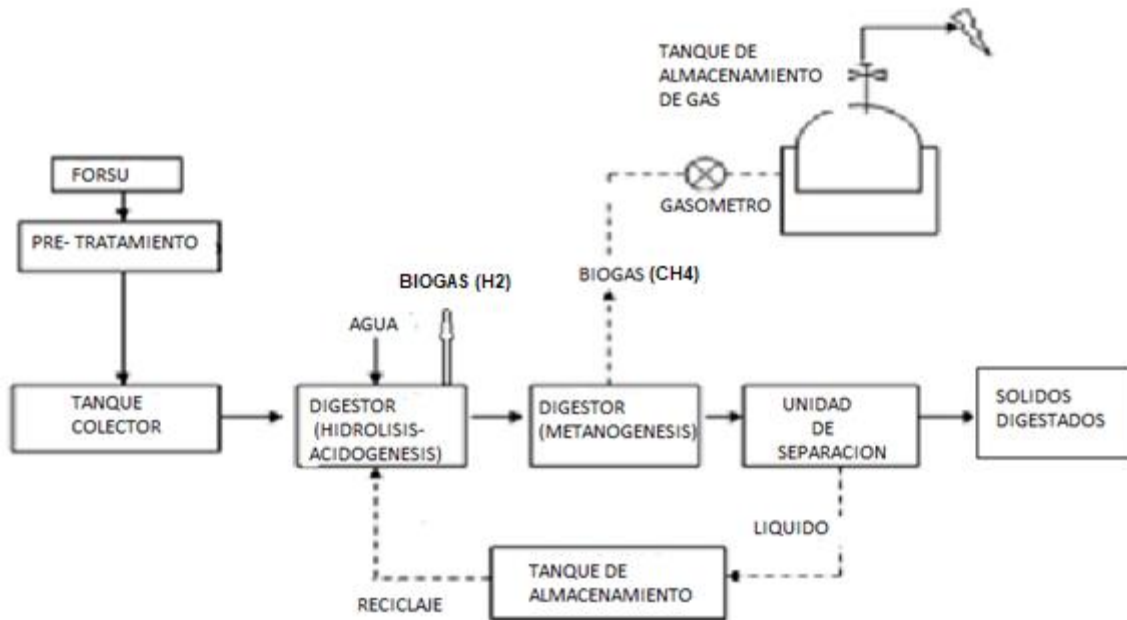 TANQUE DE
ALMACENAMIENTO
DE GAS
FORSU
GASOMETRO
PRE- TRATAMIENTO
BIOGAS (H2)
BIOGAS (CH4)
AGUA
TANQUE
COLECTOR
DIGESTOR
(HIDROLISIS-
ACIDOGENESIS)
DIGESTOR
(METANOGENESIS)
UNIDAD
DE
SEPARACION
SOLIDOS
DIGESTADOS
LIQUIDO
TANQUE DE
ALMACENAMIENTO
RECICLAJE